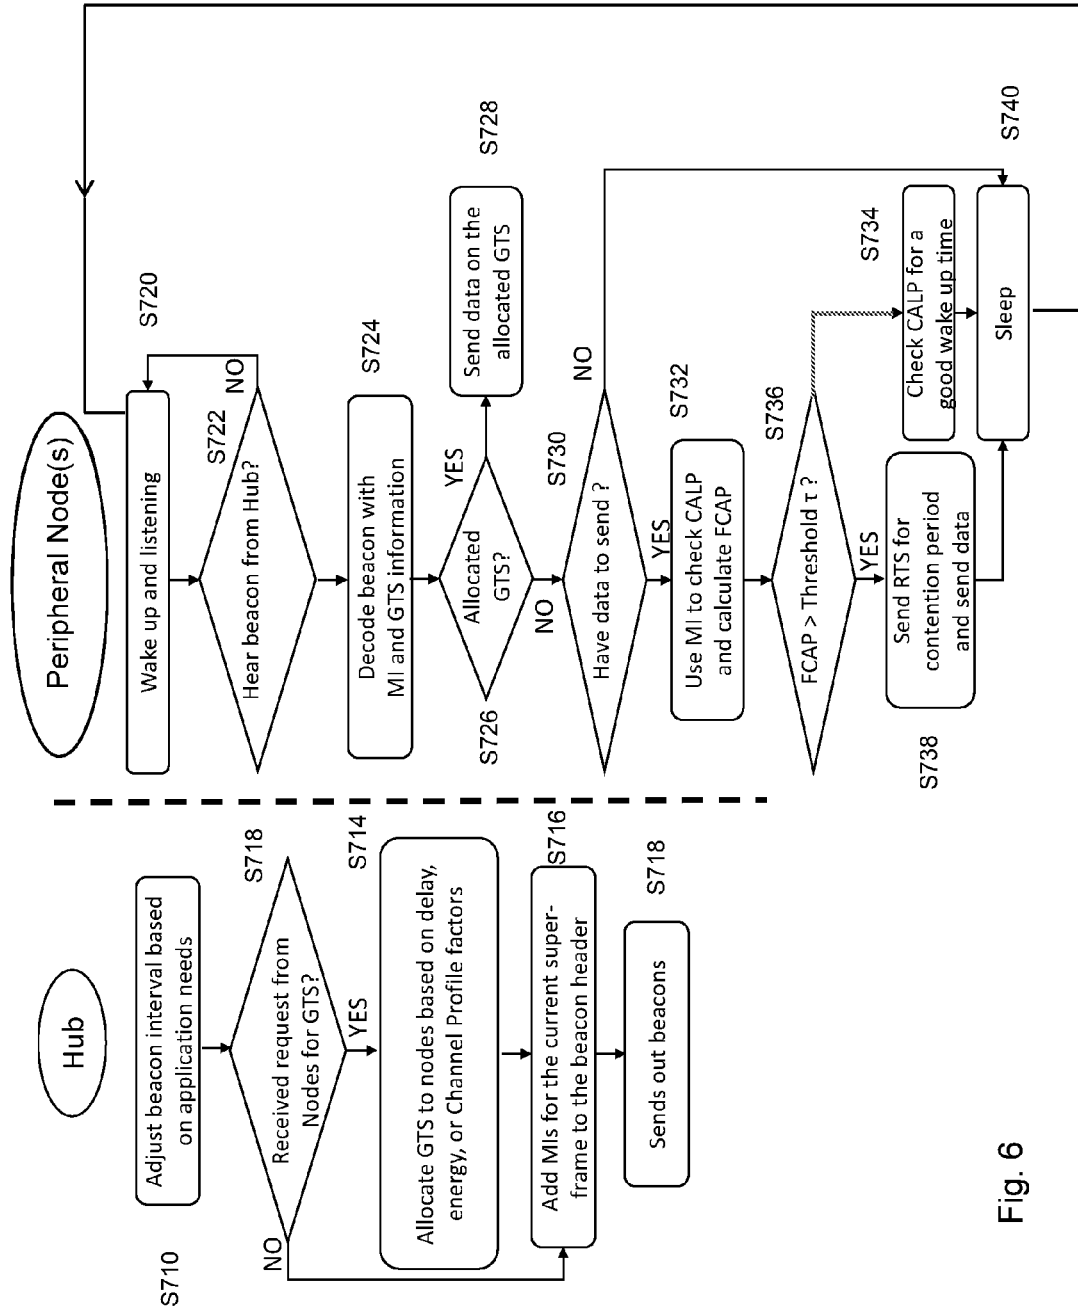 Hub
S710
Adjust beacon interval based
on application needs
S718
Received request from
Nodes for GTS?
NO
YES
S714
Allocate GTS to nodes based on delay,
energy, or Channel Profile factors
S716
Add MIs for the current super-
frame to the beacon header
S718
Sends out beacons
Peripheral Node(s)
Wake up and listening
S720
S722
Hear beacon from Hub?
NO
S724
Decode beacon with
MI and GTS information
S726
Allocated
GTS?
YES
NO
S728
Send data on the
allocated GTS
S730
Have data to send ?
NO
YES
S732
Use MI to check CALP
and calculate FCAP
S736
FCAP > Threshold τ ?
YES
S734
Check CALP for a
good wake up time
S738
Send RTS for
contention period
and send data
S740
Sleep
Fig. 6